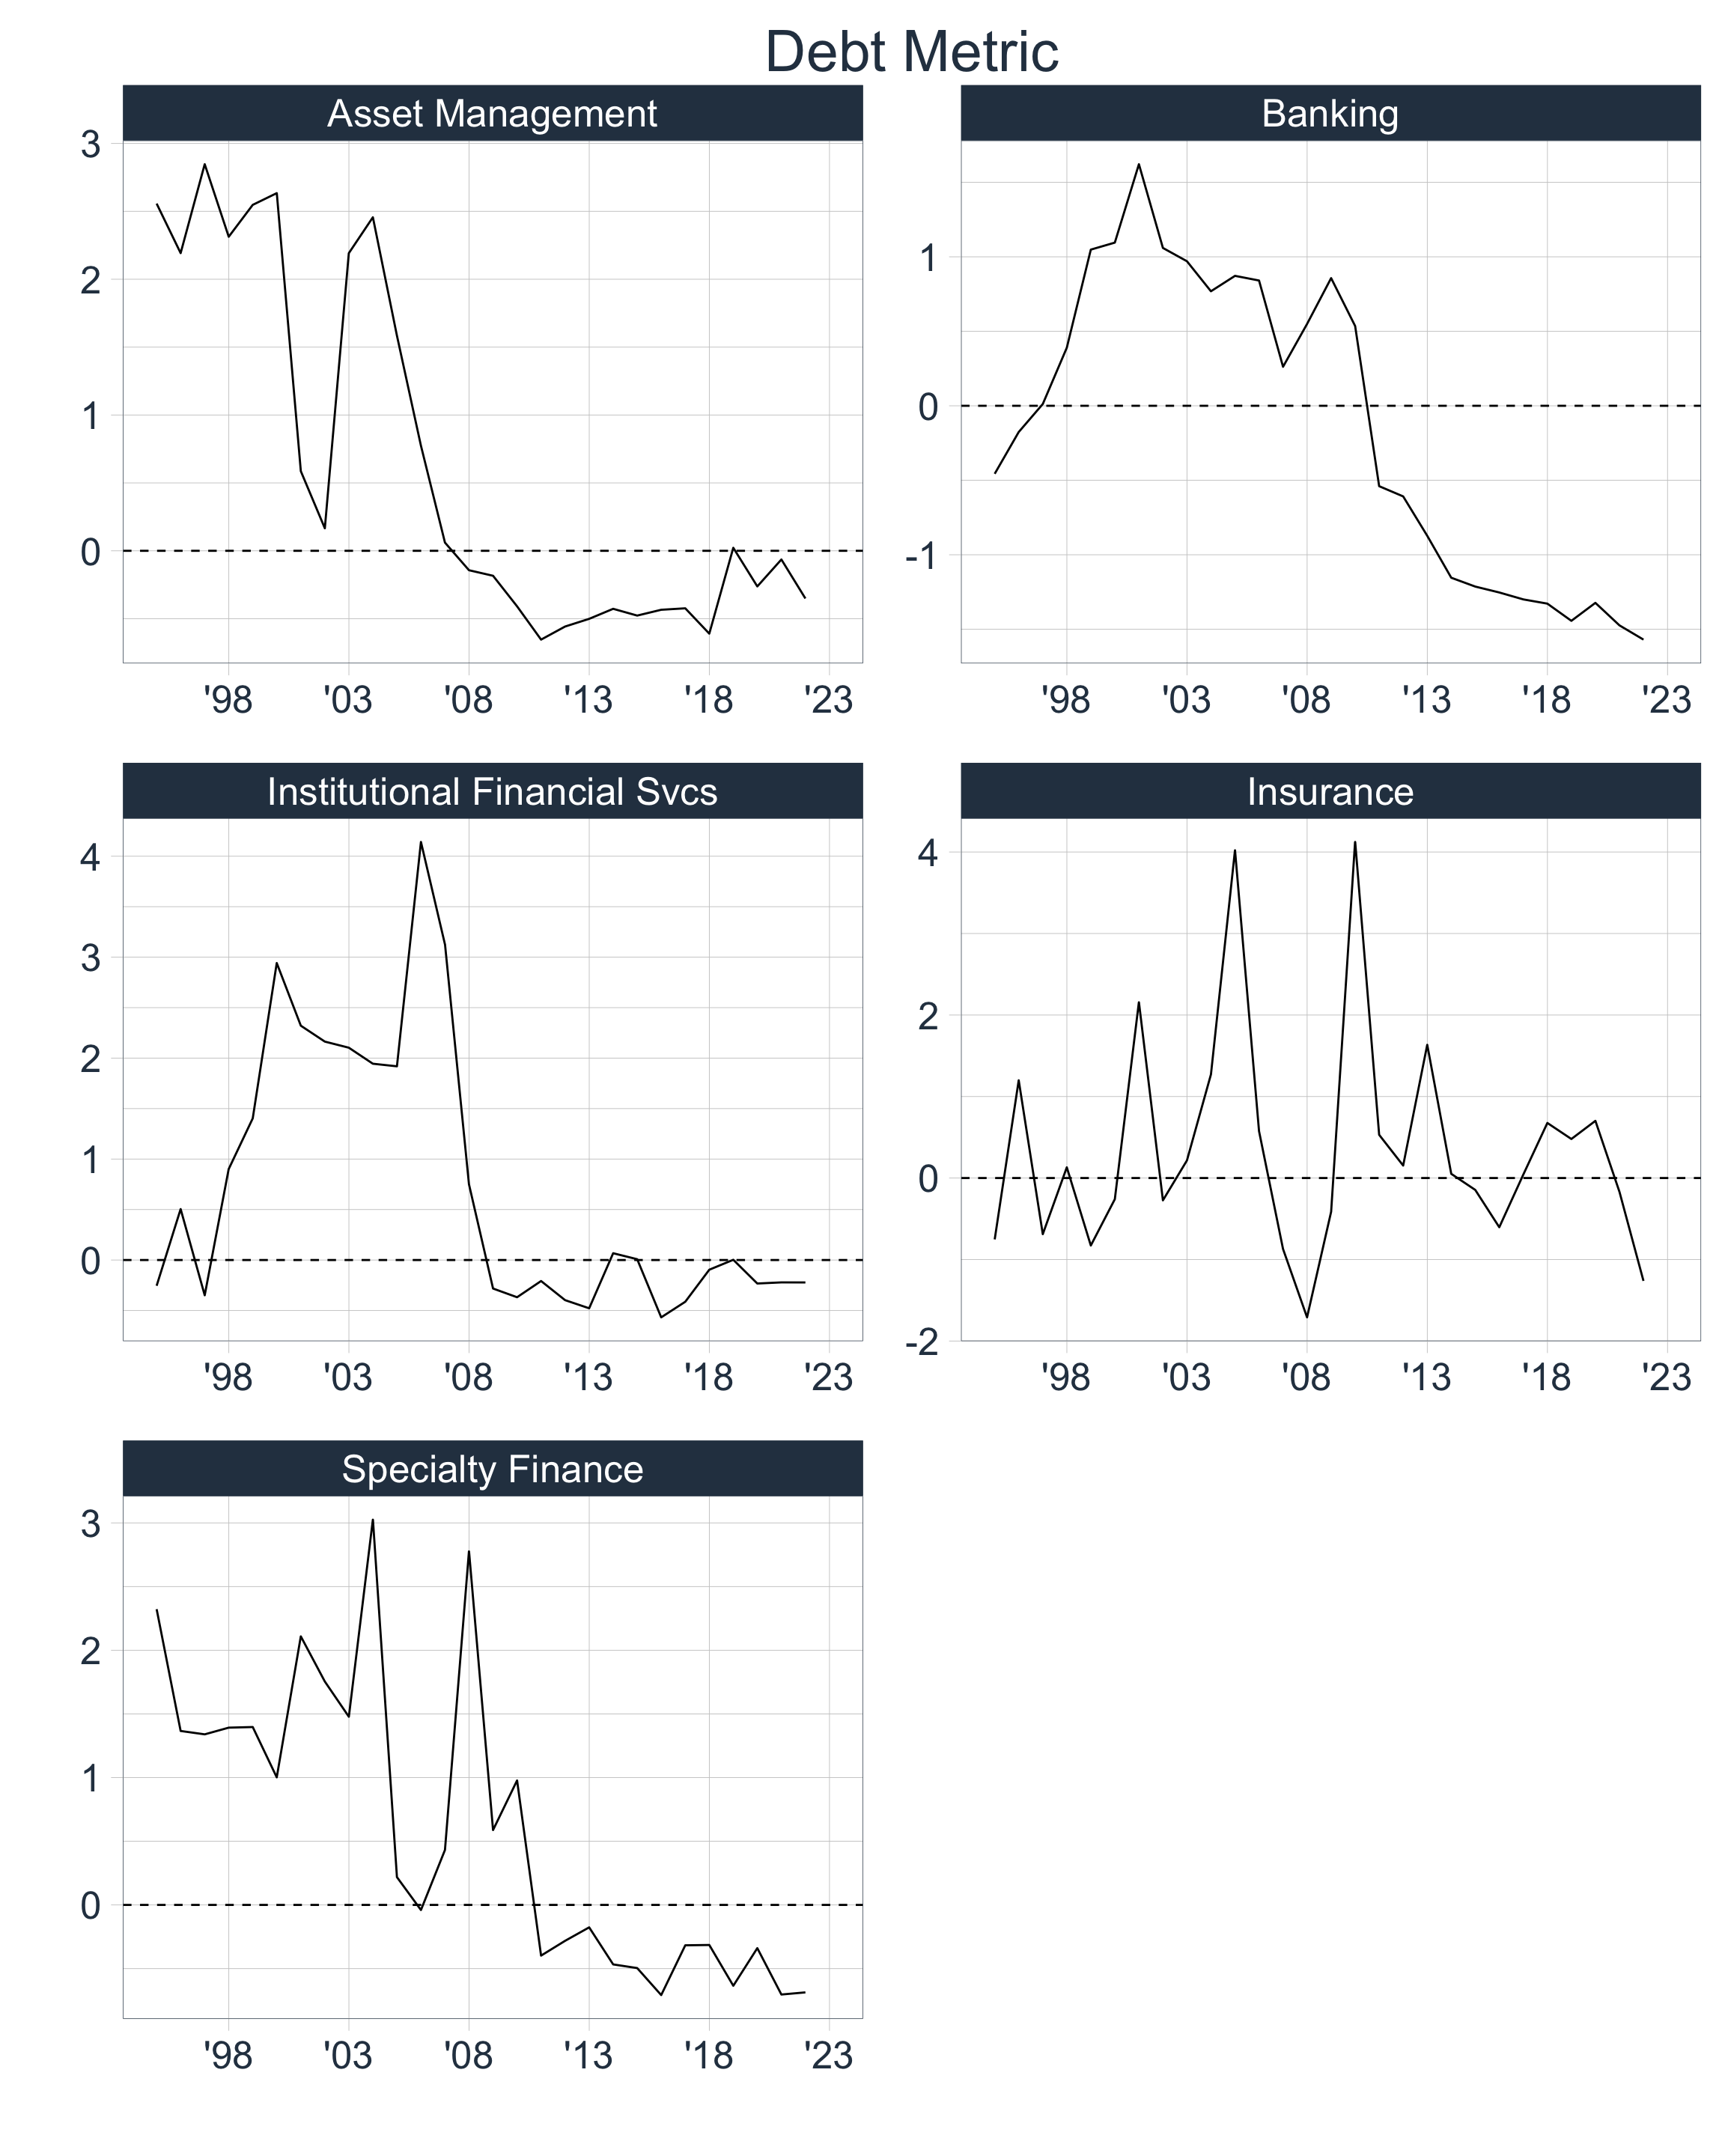 Debt Metric
Asset Management
Banking
3
2
1
0
1
0
-1
'98 '03 '08 '13 '18 '23
'98 '03 '08 '13 '18 '23
Institutional Financial Svcs
Insurance
4
3
2
1
0
4
2
0
-2
'98 '03 '08 '13 '18 '23
'98 '03 '08 '13 '18 '23
Specialty Finance
3
2
1
0
'98 '03 '08 '13 '18 '23